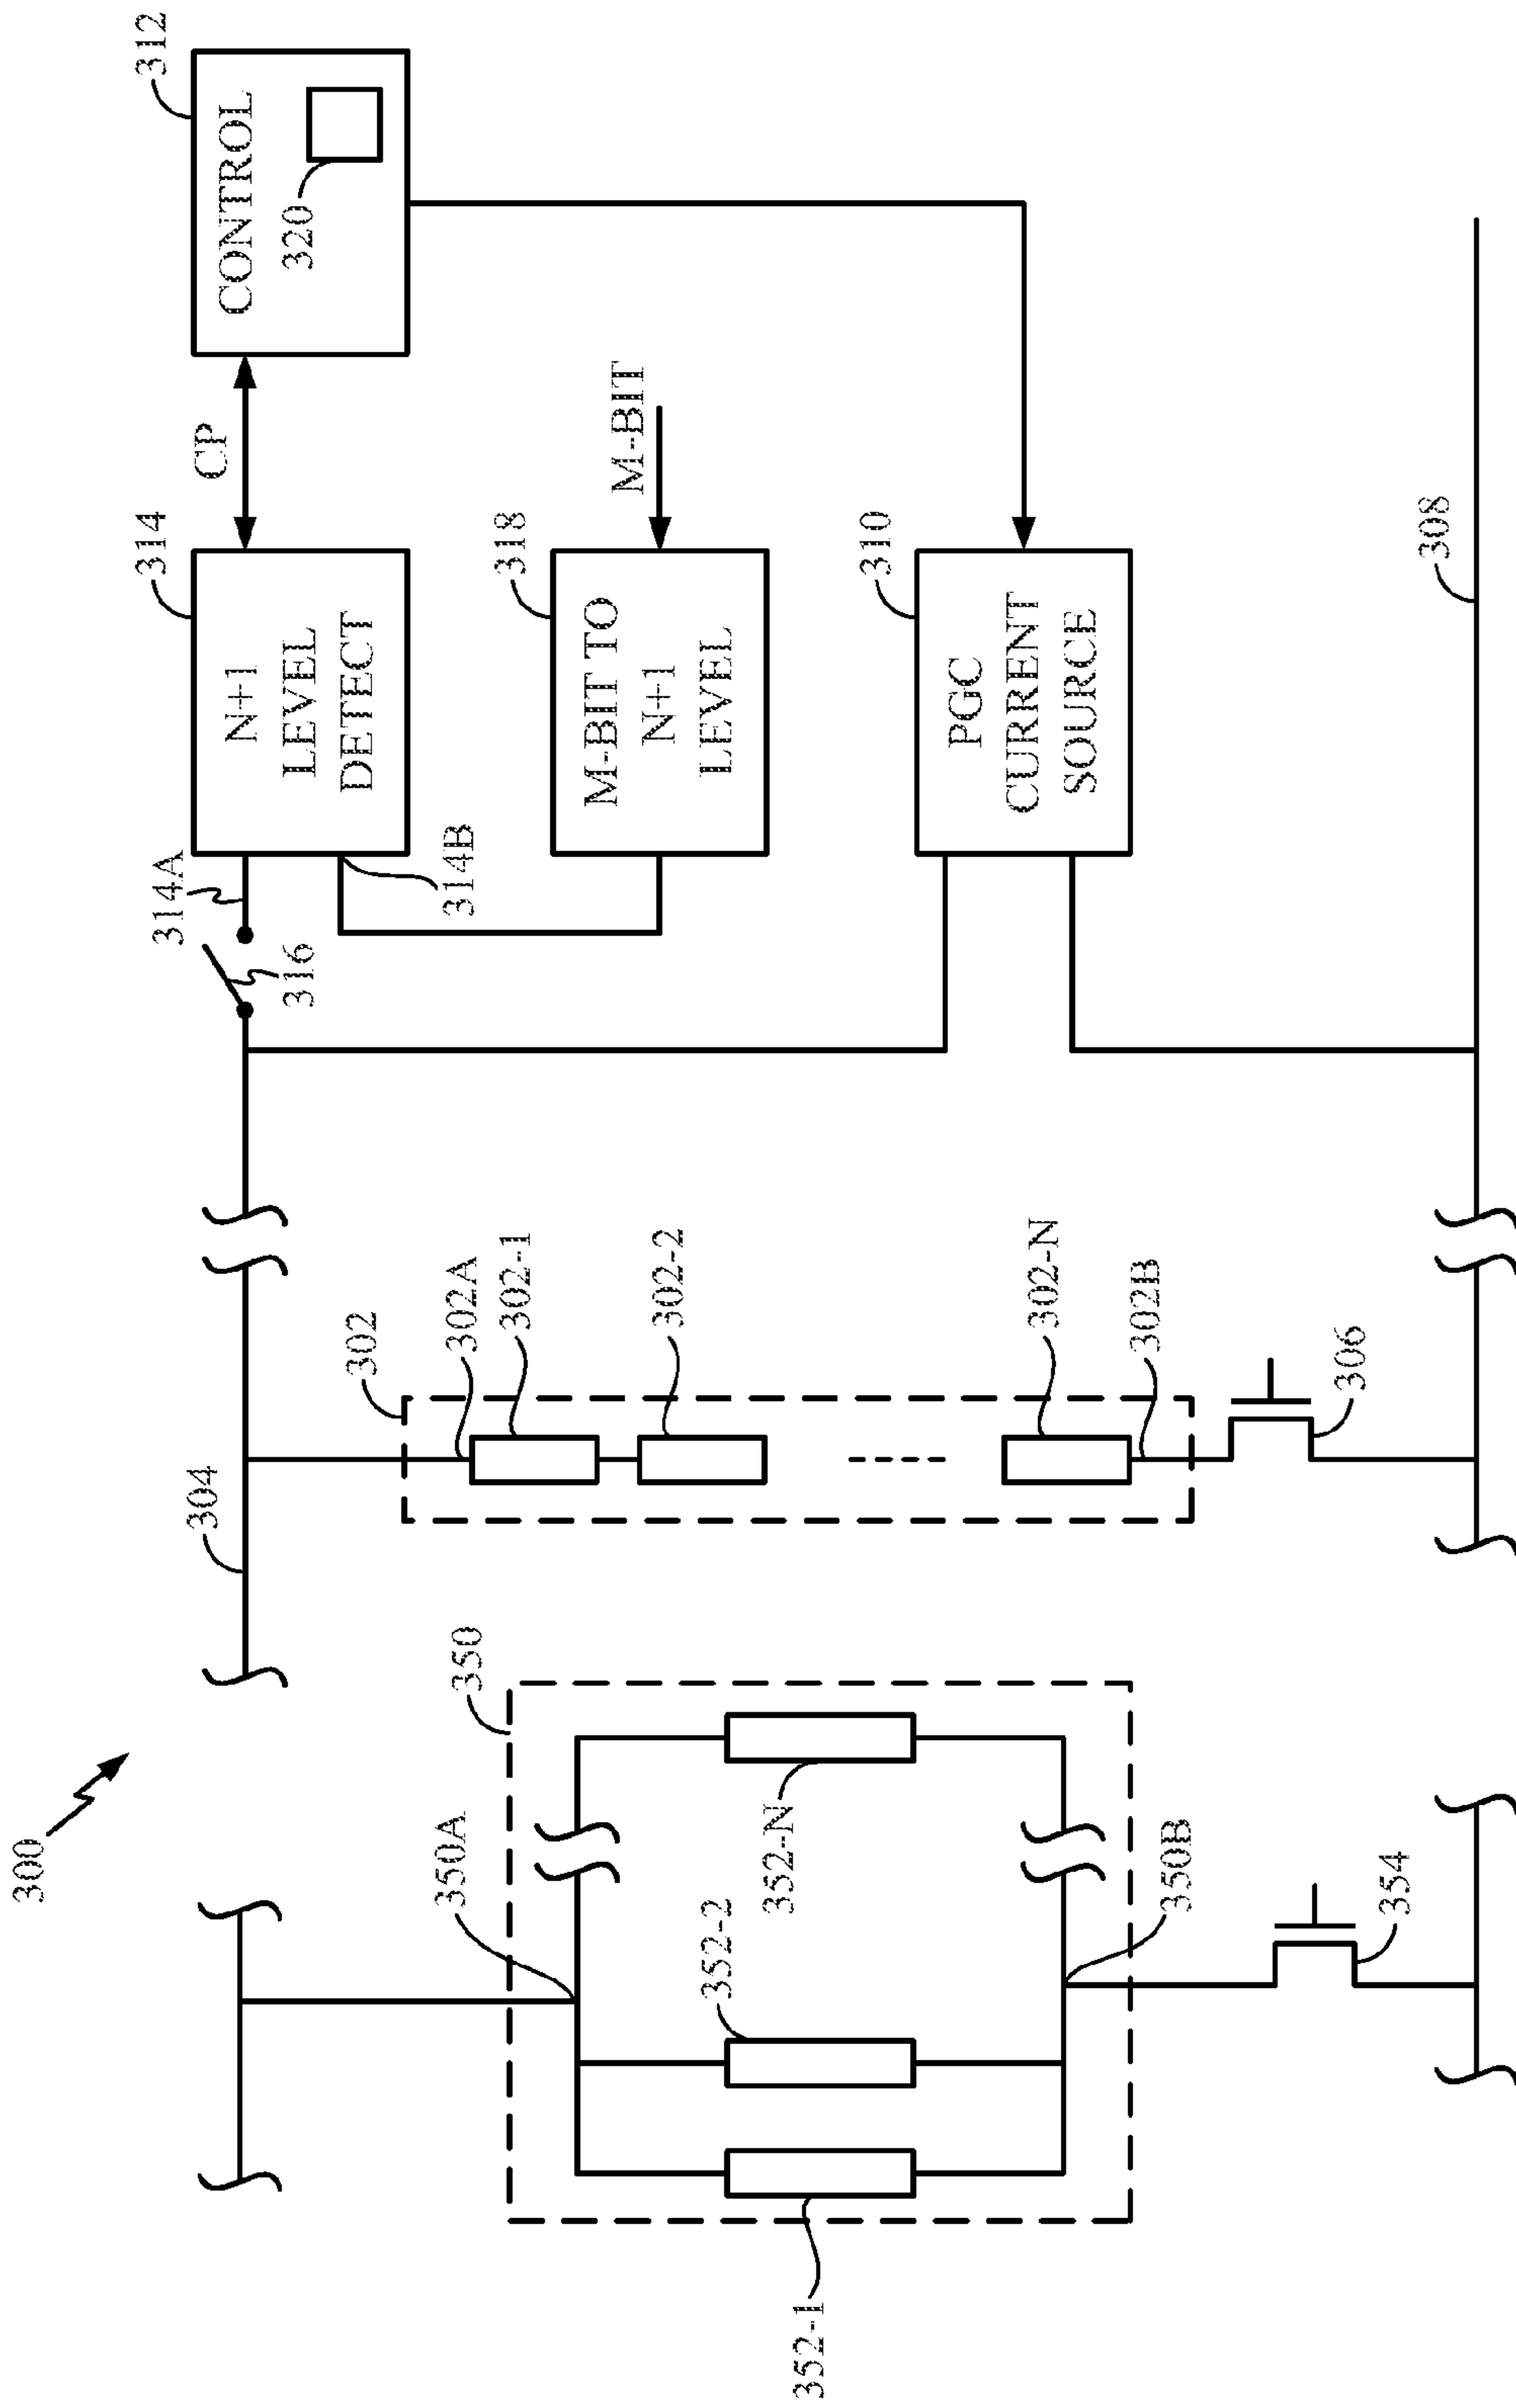 300
304
302
302A
302-1
302-2
302-N
302B
306
308
316
314A
314B
314
N+1
LEVEL
DETECT
CP
312
CONTROL
320
318
M-BIT TO
N+1
LEVEL
M-BIT
310
PGC
CURRENT
SOURCE
350
350A
352-1
352-2
352-N
350B
354